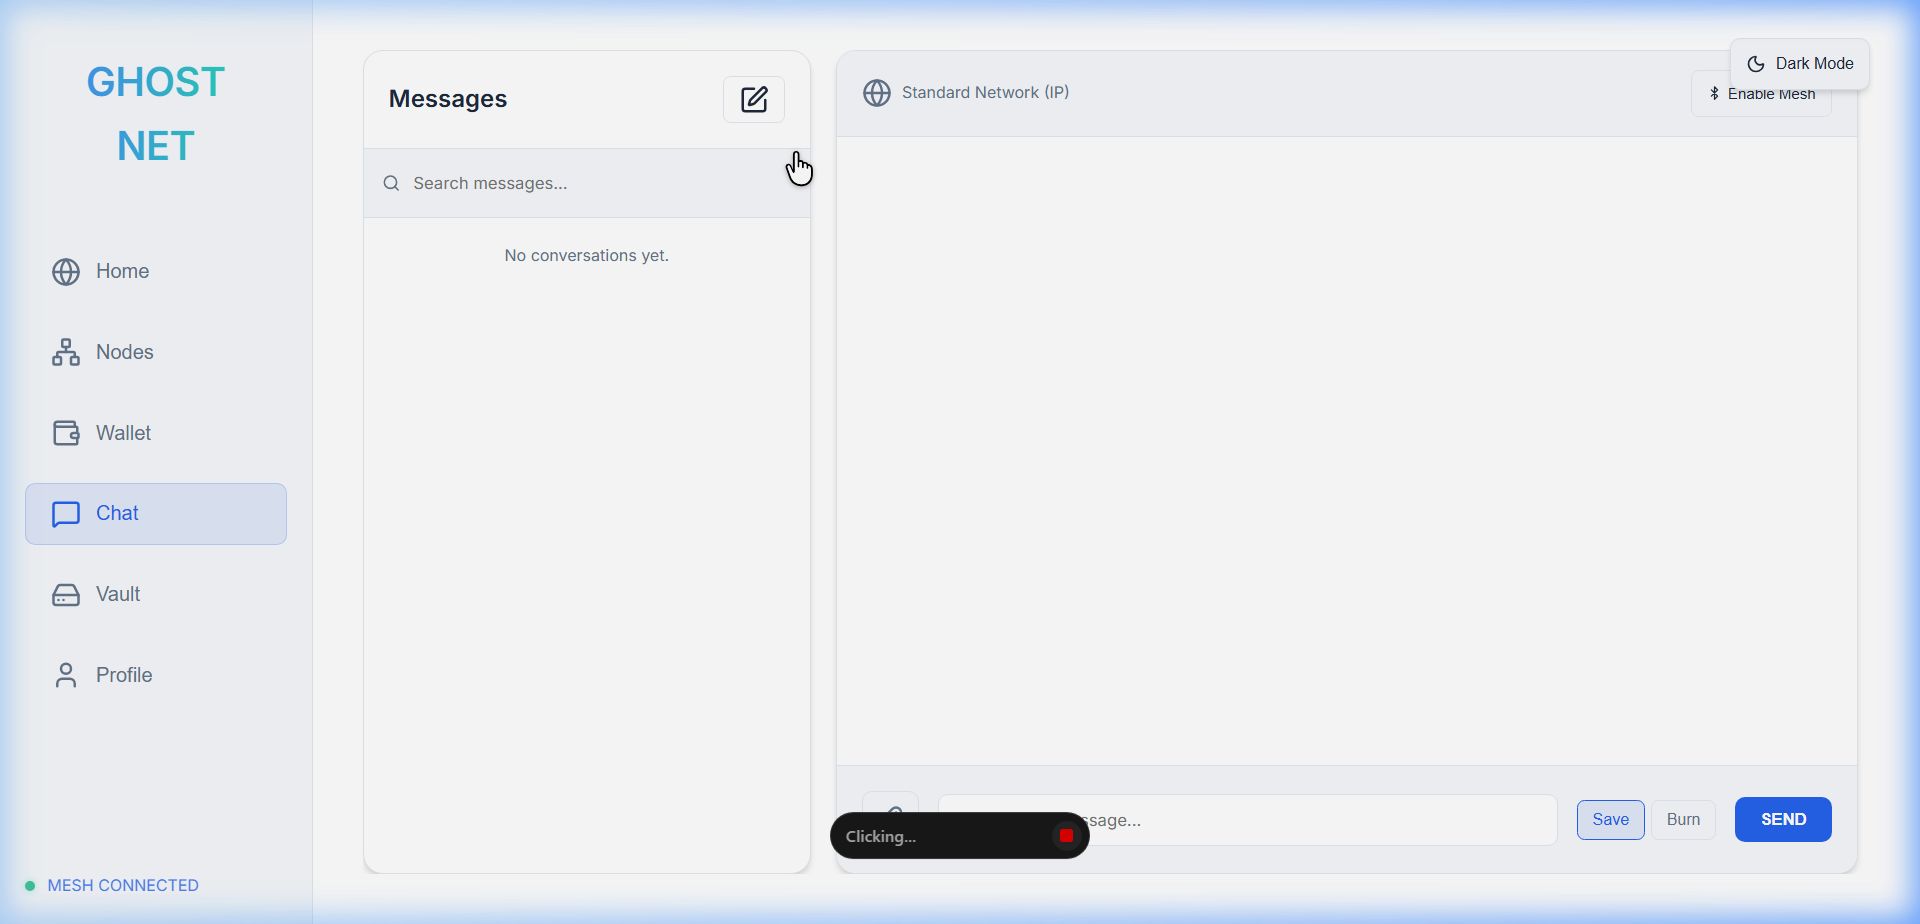 GHOST
NET
Home
Nodes
Wallet
Chat
Vault
Profile
MESH CONNECTED
Messages
Search messages...
No conversations yet.
Standard Network (IP)
Dark Mode
Enable Mesh
Clicking...
Save
Burn
SEND